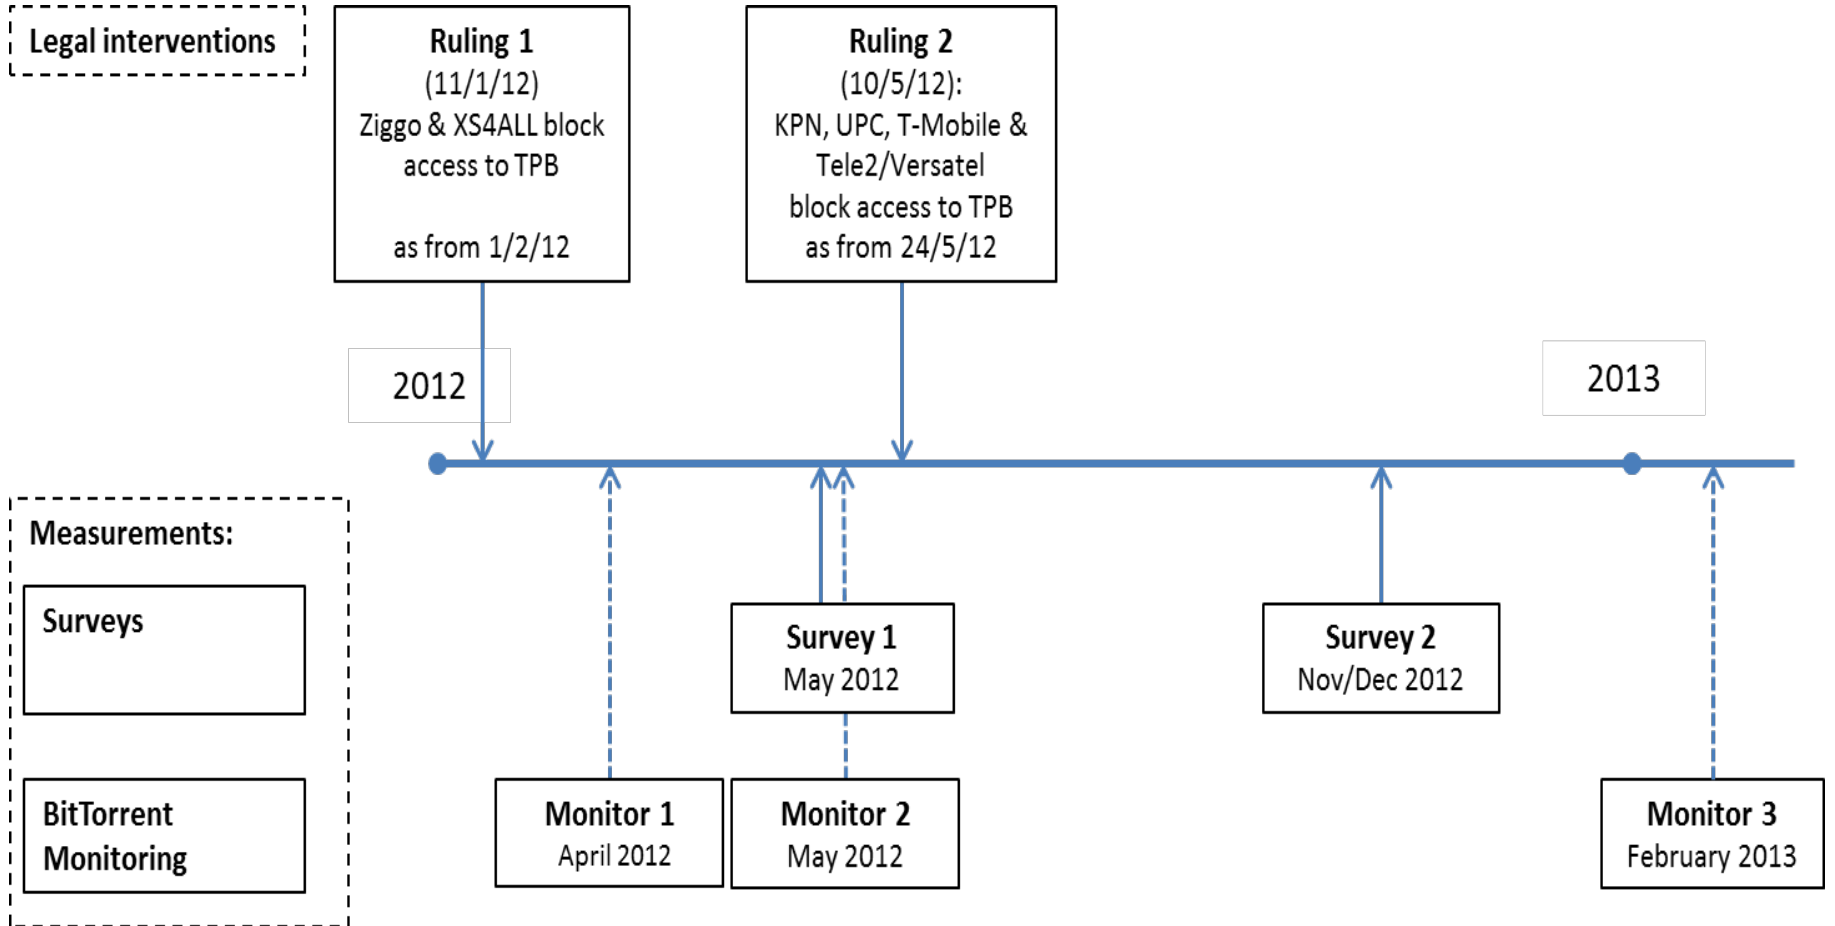 Legal interventions
Ruling 1
(11/1/12)
Ziggo & XS4ALL block
access to TPB
as from 1/2/12
Ruling 2
(10/5/12):
KPN, UPC, T-Mobile &
Tele2/Versatel
block access to TPB
as from 24/5/12
2012
2013
Measurements:
Surveys
Survey 1
May 2012
Survey 2
Nov/Dec 2012
BitTorrent
Monitoring
Monitor 1
April 2012
Monitor 2
May 2012
Monitor 3
February 2013